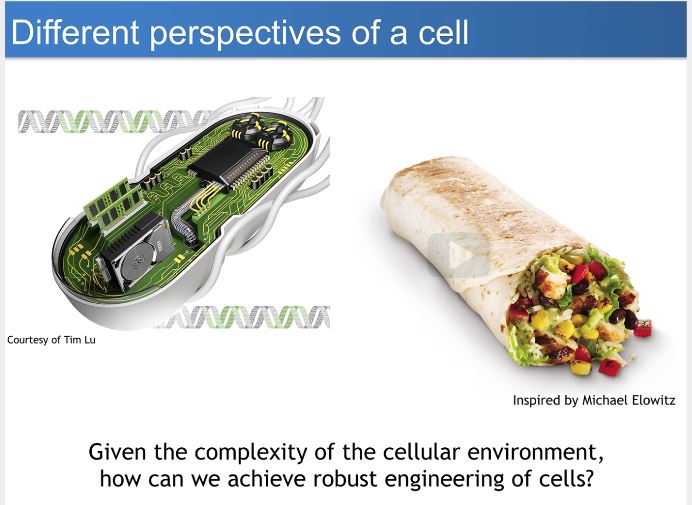 Different perspectives of a cell
Courtesy of Tim Lu
Inspired by Michael Elowitz
Given the complexity of the cellular environment,
how can we achieve robust engineering of cells?